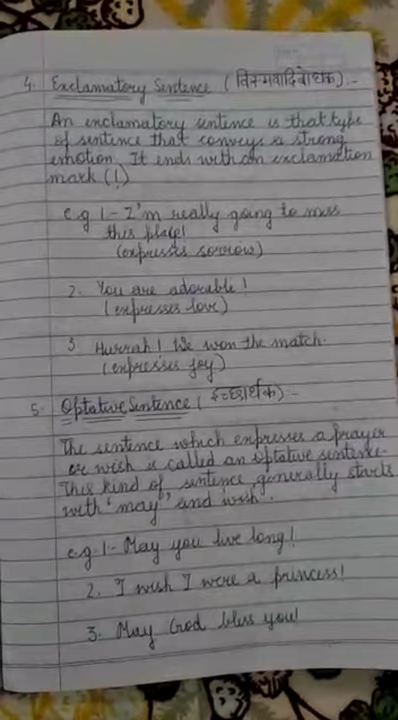 4. Exclamatory Sentence (विस्मयादिबोधक) :-
An exclamatory sentence is that type
of sentence that conveys a strong
emotion. It ends with an exclamation
mark (!)
e.g 1- I'm really going to miss
this place!
(expresses sorrow)
2. You are adorable!
(expresses love)
3 Hurrah! We won the match.
(expresses joy)
5. Optative Sentence (इच्छार्थक) -
The sentence which expresses a prayer
or wish is called an optative sentence.
This kind of sentence generally starts
with 'may' and wish.
e.g 1- May you live long!
2. I wish I were a princess!
3. May God bless you!